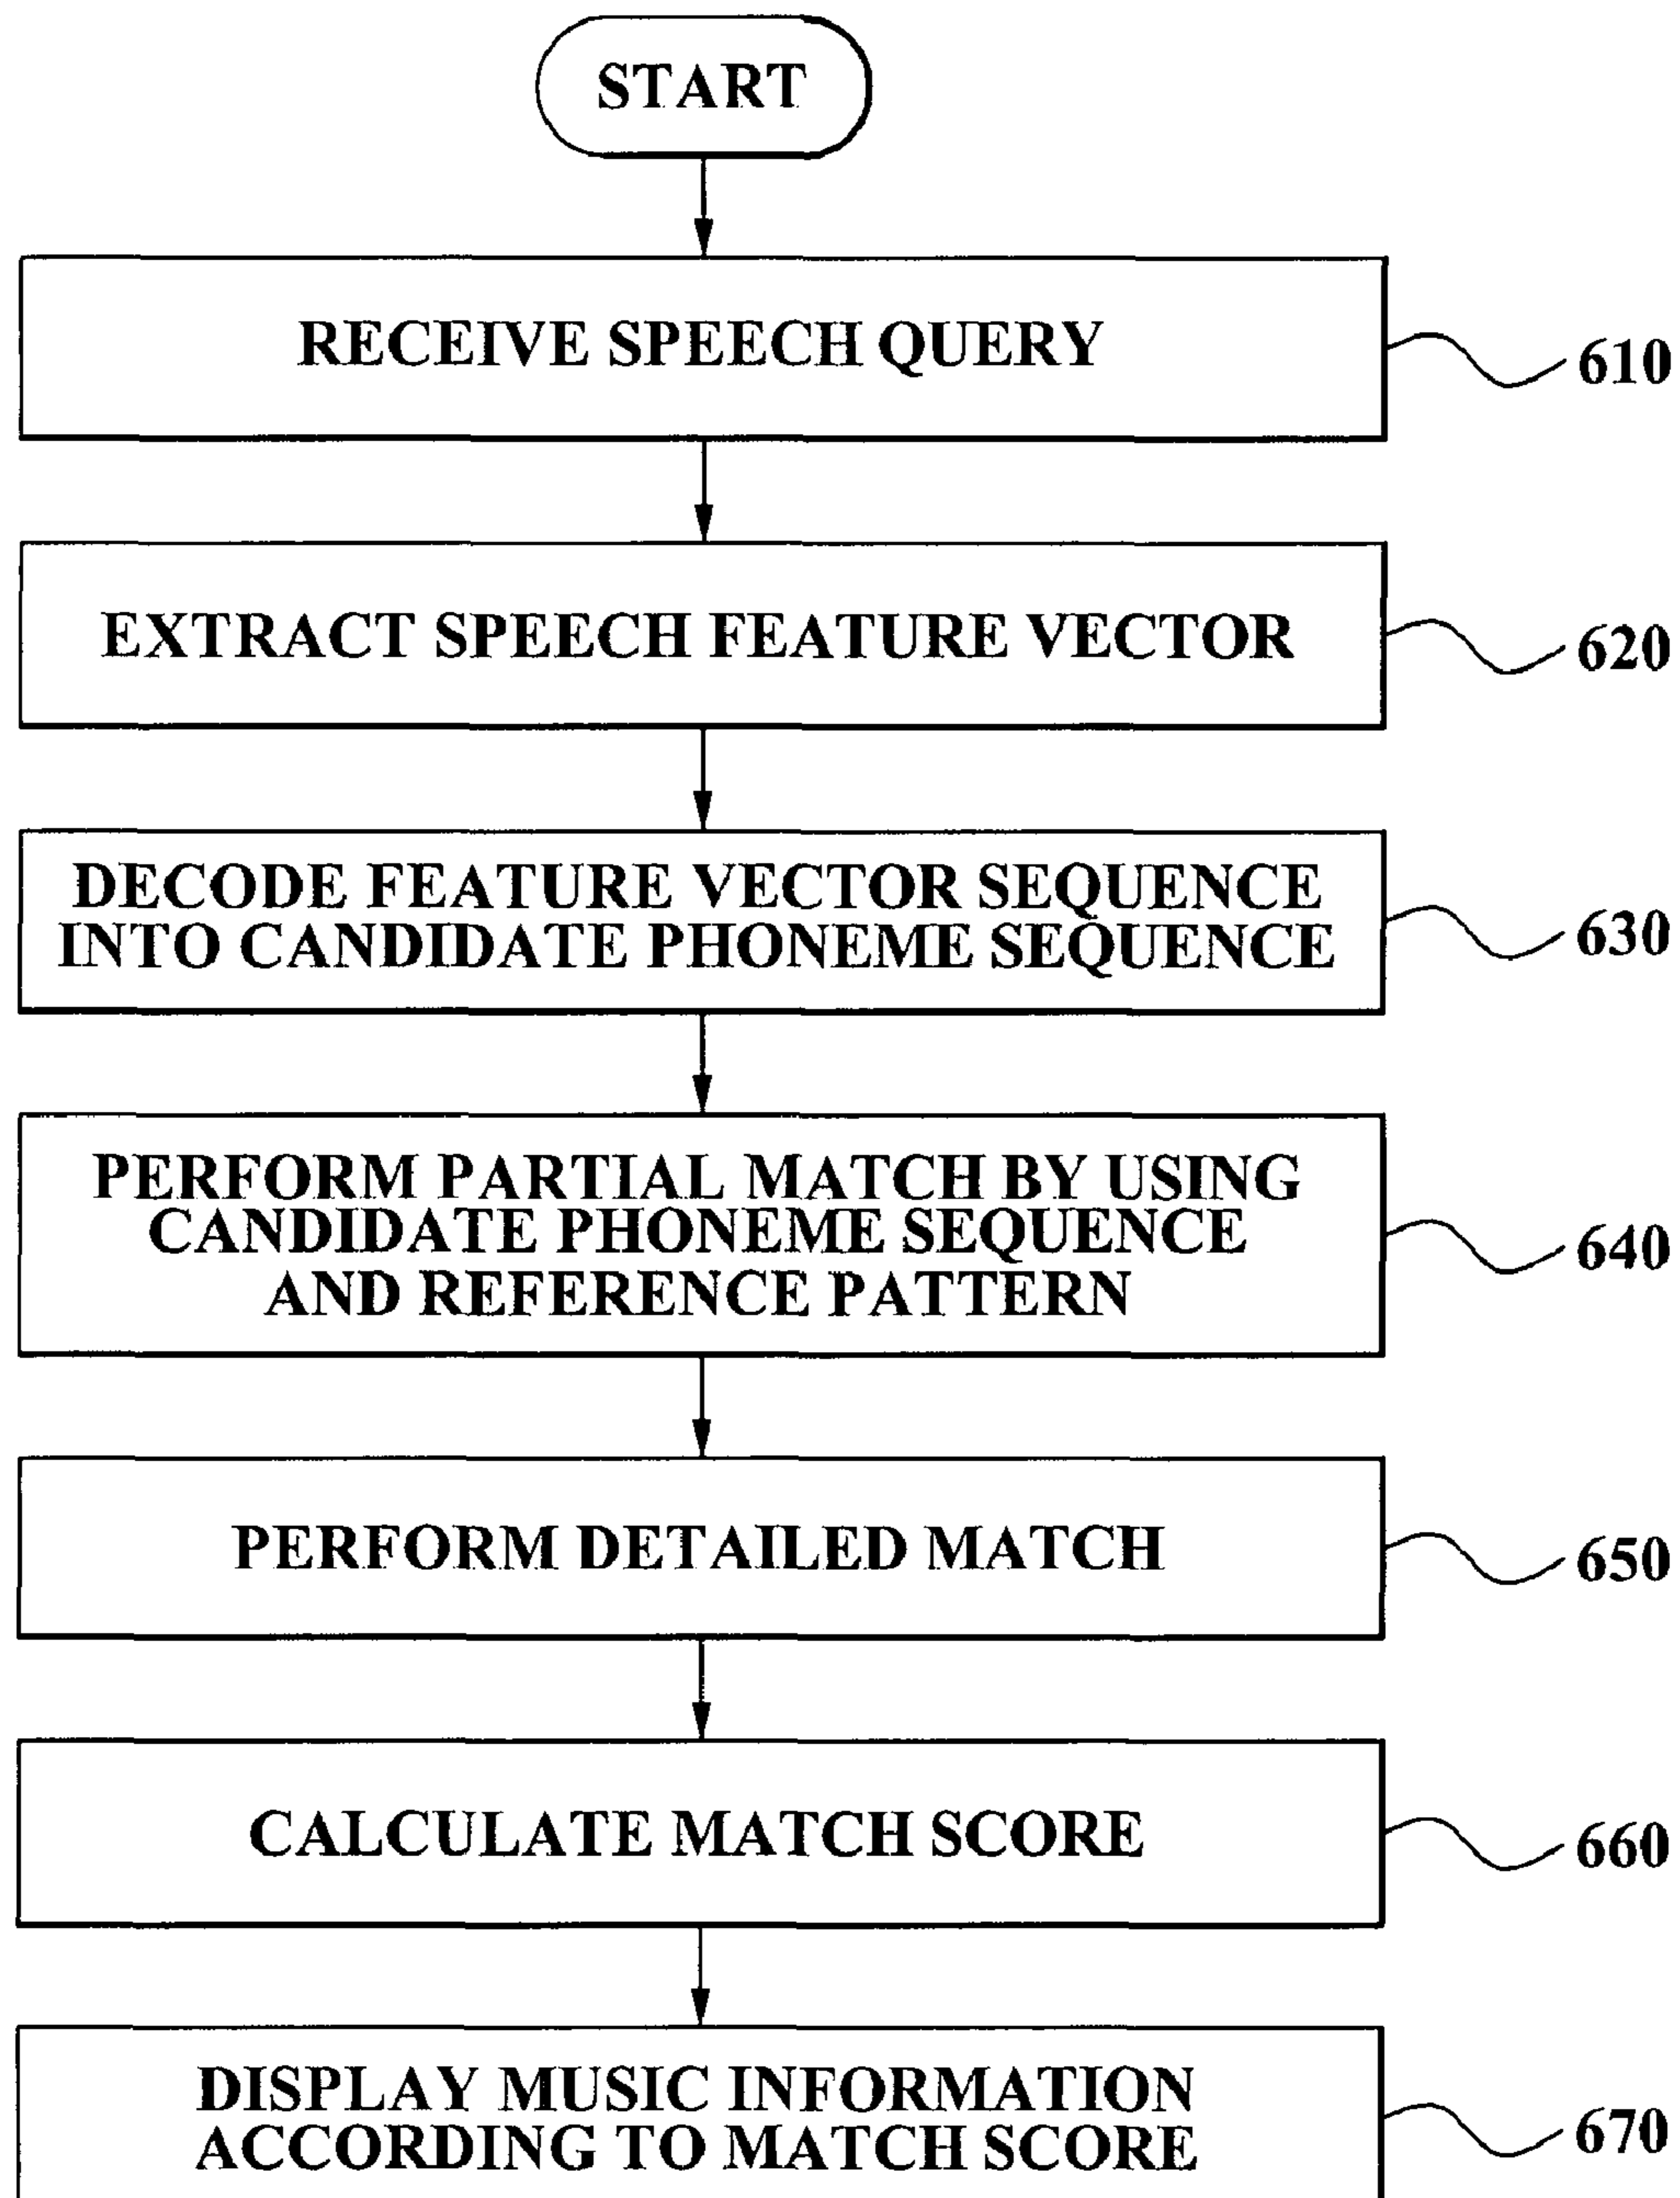 START
RECEIVE SPEECH QUERY
610
EXTRACT SPEECH FEATURE VECTOR
620
DECODE FEATURE VECTOR SEQUENCE
INTO CANDIDATE PHONEME SEQUENCE
630
PERFORM PARTIAL MATCH BY USING
CANDIDATE PHONEME SEQUENCE
AND REFERENCE PATTERN
640
PERFORM DETAILED MATCH
650
CALCULATE MATCH SCORE
660
DISPLAY MUSIC INFORMATION
ACCORDING TO MATCH SCORE
670